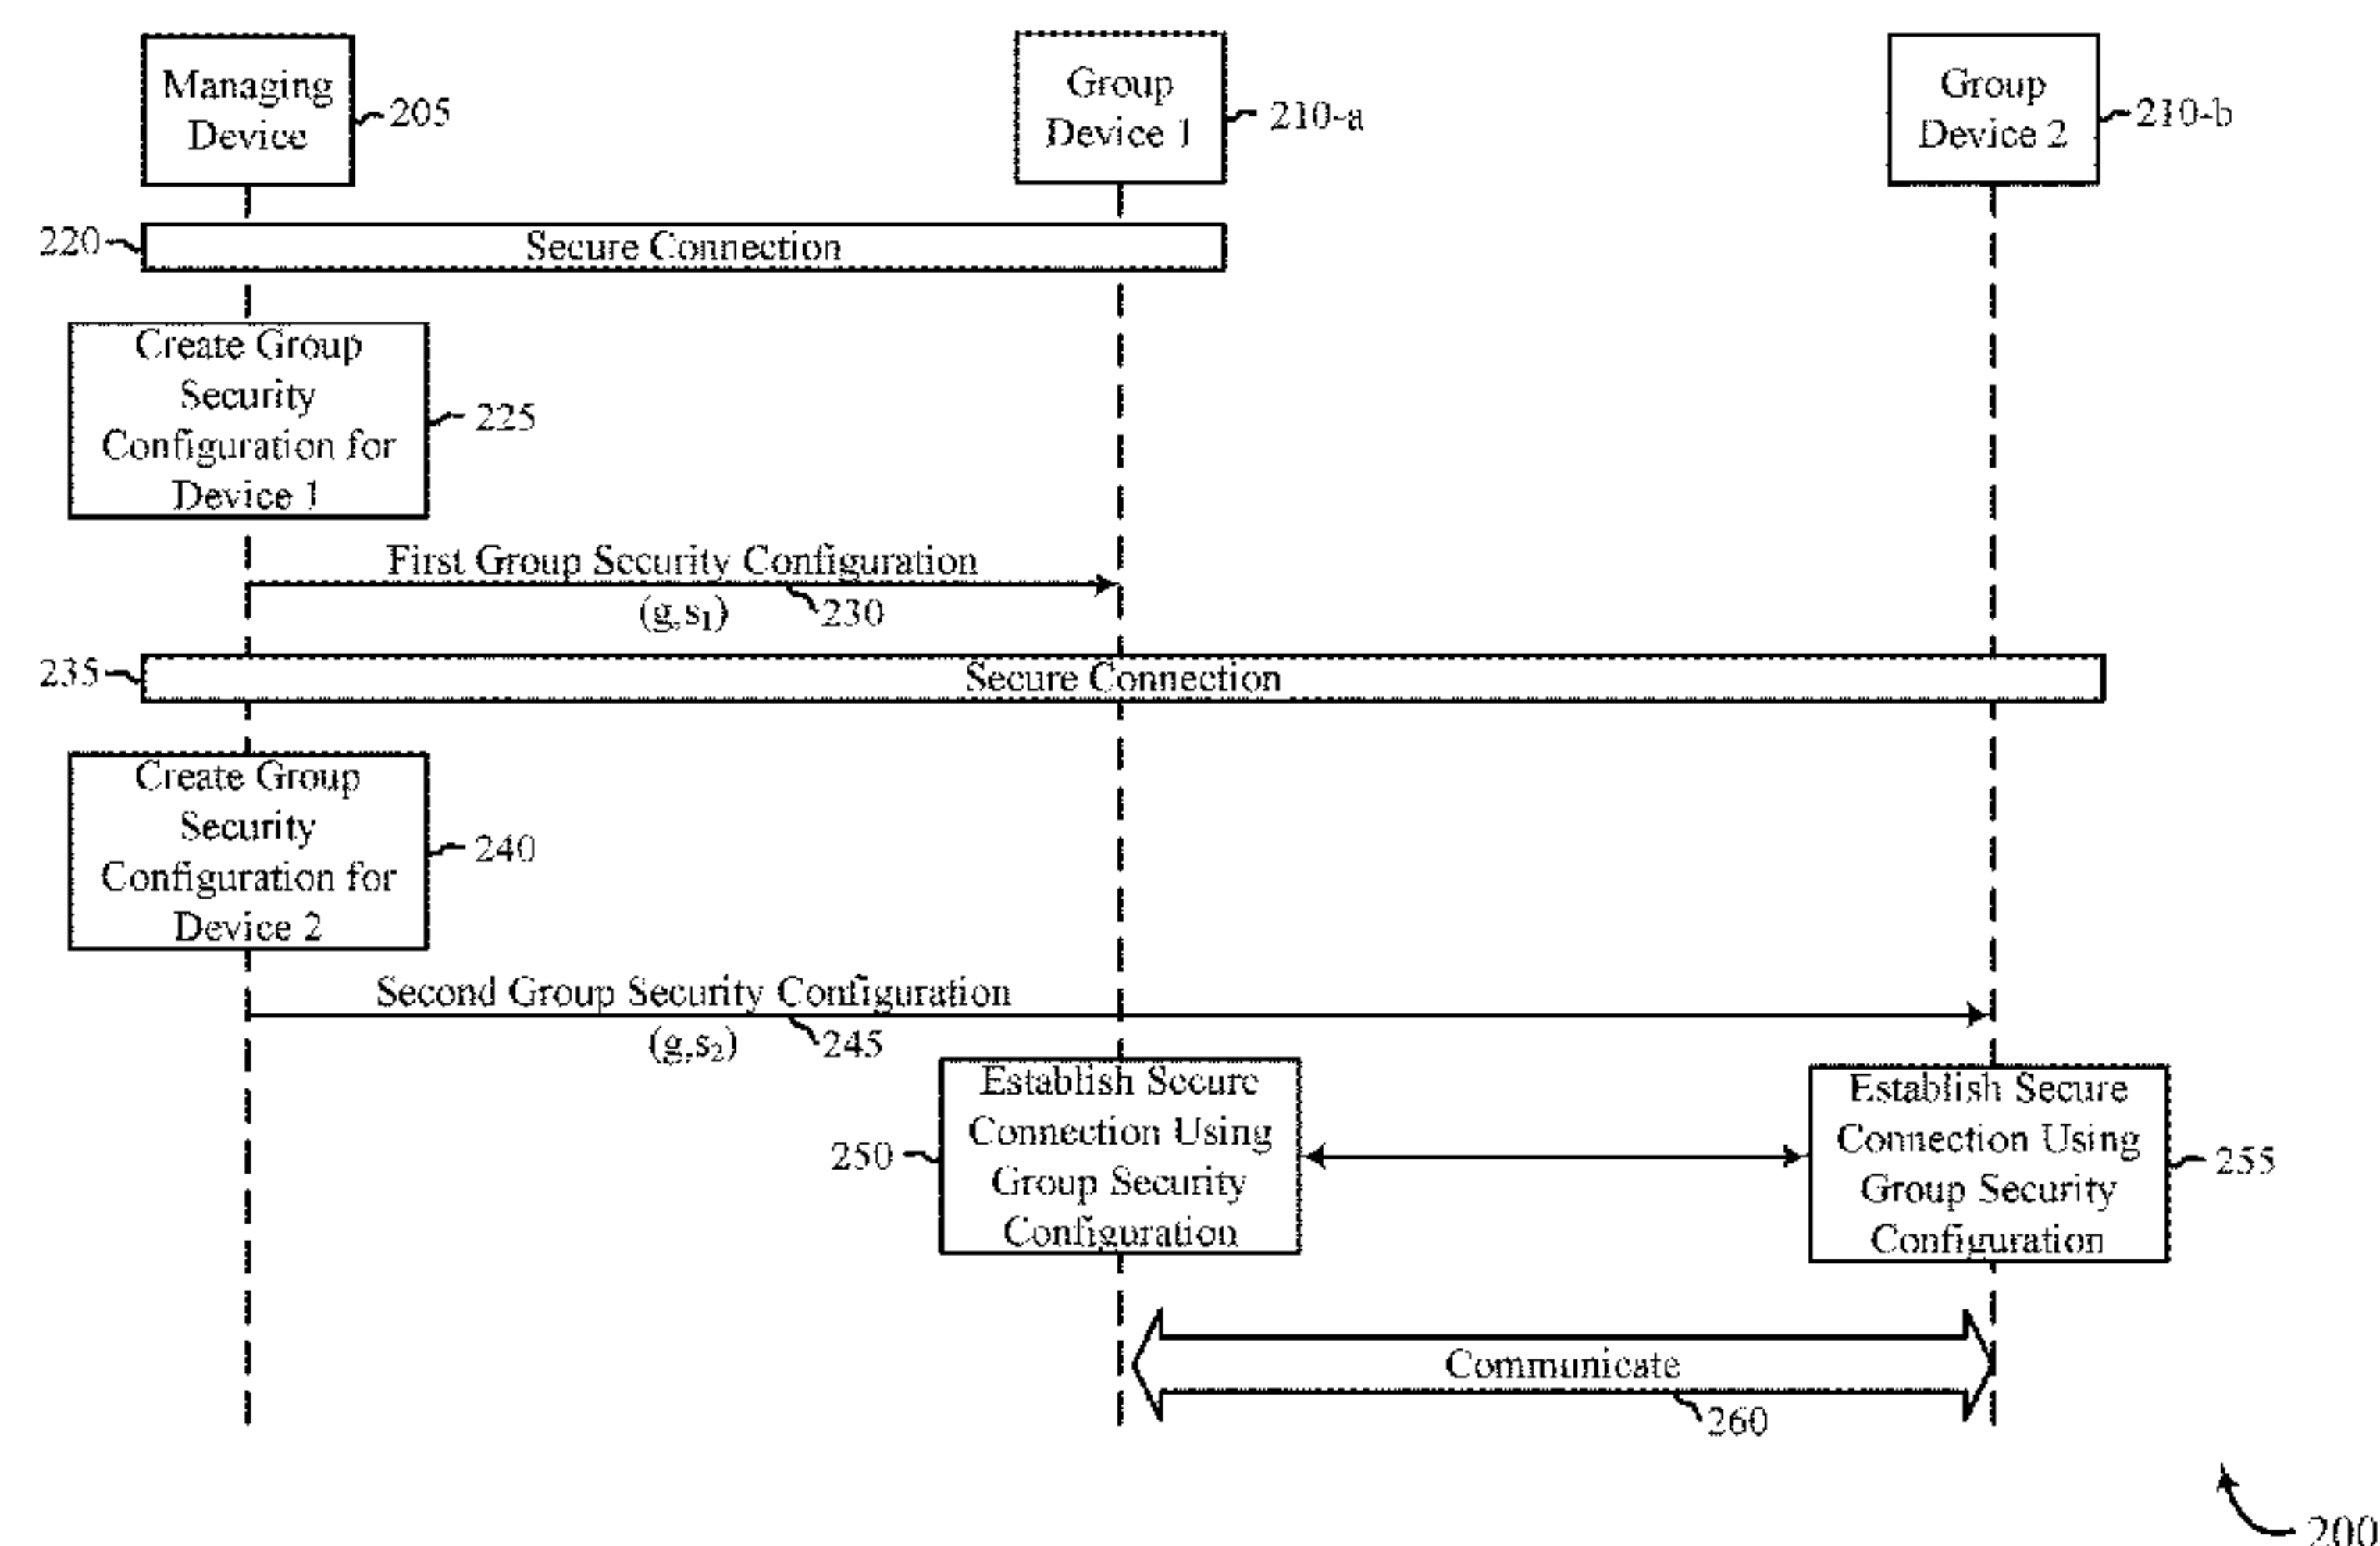 Managing
Device
205
Group
Device 1
210-a
Group
Device 2
210-b
220
Secure Connection
Create Group
Security
Configuration for
Device 1
225
First Group Security Configuration
(g,s₁)
230
235
Secure Connection
Create Group
Security
Configuration for
Device 2
240
Second Group Security Configuration
(g,s₂)
245
250
Establish Secure
Connection Using
Group Security
Configuration
Establish Secure
Connection Using
Group Security
Configuration
255
Communicate
260
200